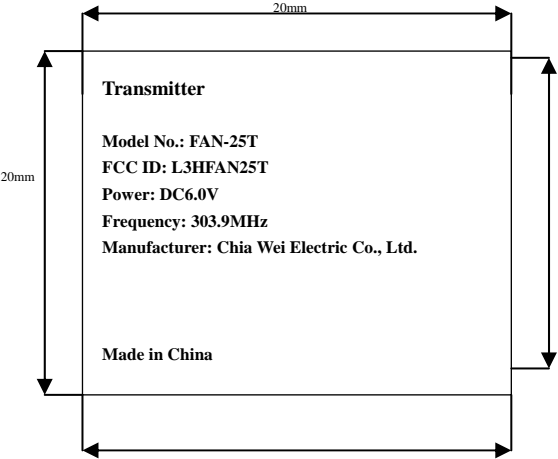 20mm
Transmitter
Model No.: FAN-25T
FCC ID: L3HFAN25T
20mm
Power: DC6.0V
Frequency: 303.9MHz
Manufacturer: Chia Wei Electric Co., Ltd.
Made in China